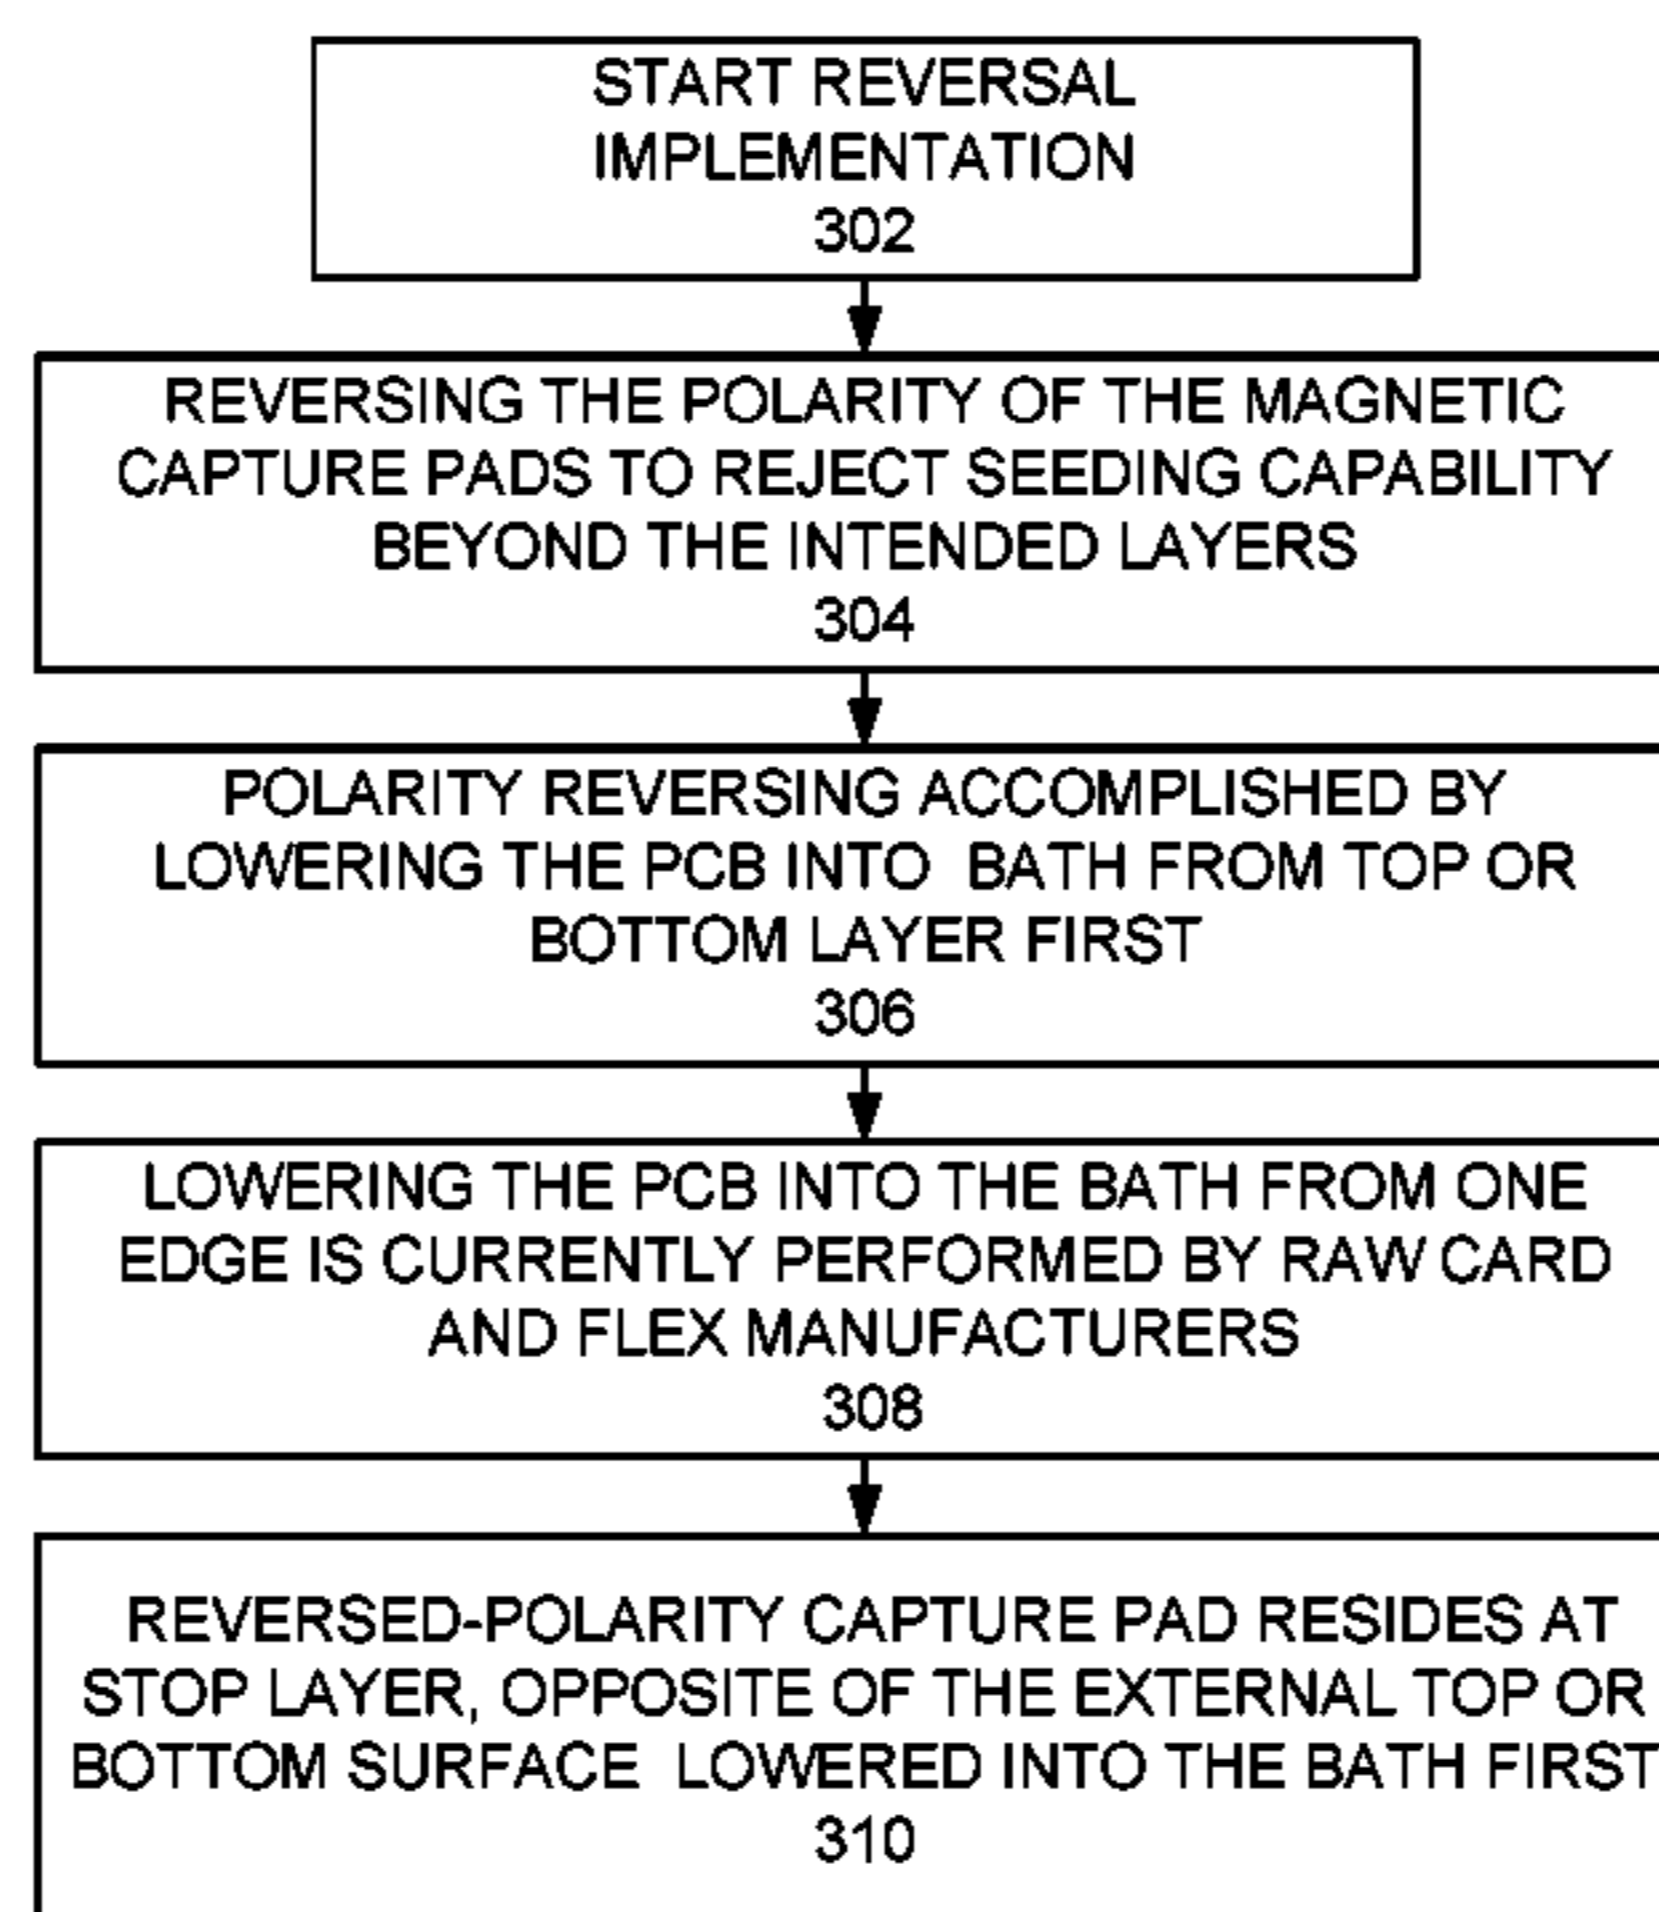 START REVERSAL
IMPLEMENTATION
302
REVERSING THE POLARITY OF THE MAGNETIC
CAPTURE PADS TO REJECT SEEDING CAPABILITY
BEYOND THE INTENDED LAYERS
304
POLARITY REVERSING ACCOMPLISHED BY
LOWERING THE PCB INTO BATH FROM TOP OR
BOTTOM LAYER FIRST
306
LOWERING THE PCB INTO THE BATH FROM ONE
EDGE IS CURRENTLY PERFORMED BY RAW CARD
AND FLEX MANUFACTURERS
308
REVERSED-POLARITY CAPTURE PAD RESIDES AT
STOP LAYER, OPPOSITE OF THE EXTERNAL TOP OR
BOTTOM SURFACE LOWERED INTO THE BATH FIRST
310